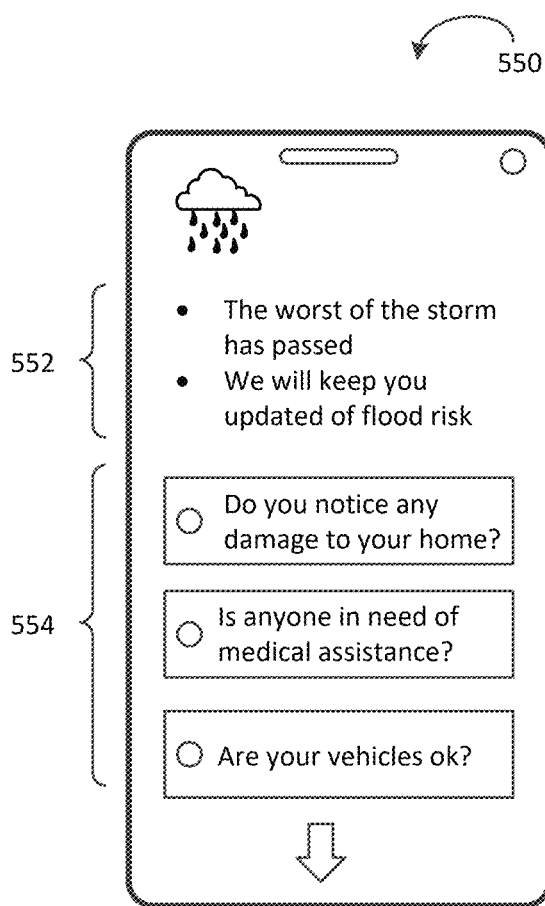 550
552
• The worst of the storm
has passed
• We will keep you
updated of flood risk
554
Do you notice any
damage to your home?
Is anyone in need of
medical assistance?
Are your vehicles ok?